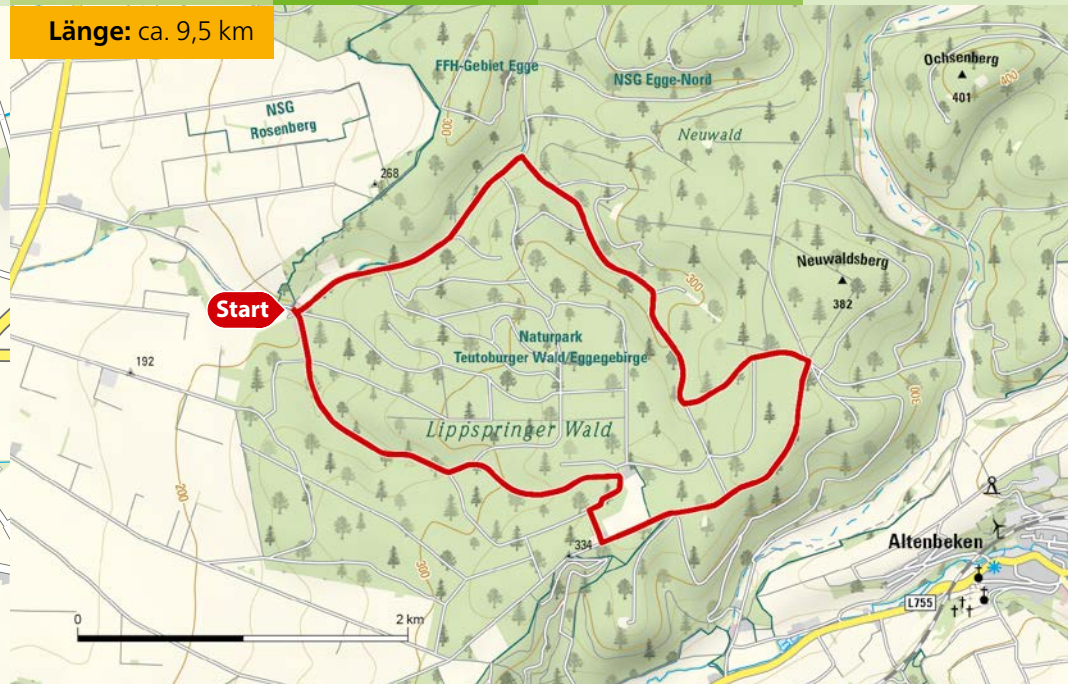 Länge: ca. 9,5 km
Ochsenberg
401
400
FFH-Gebiet Egge
NSG Egge-Nord
NSG
Rosenberg
300
Neuwald
268
Neuwaldsberg
382
300
Start
Naturpark
Teutoburger Wald/Eggegebirge
192
300
Lippspringer Wald
200
334
300
Altenbeken
L755
0
2 km